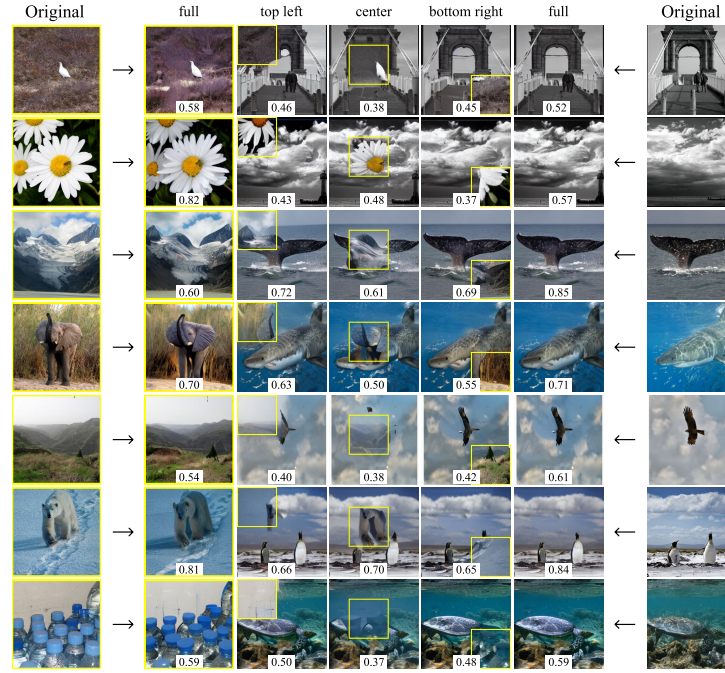 Original full top left center bottom right full Original
0.58 0.46 0.38 0.45 0.52
0.82 0.43 0.48 0.37 0.57
0.60 0.72 0.61 0.69 0.85
0.70 0.63 0.50 0.55 0.71
0.54 0.40 0.38 0.42 0.61
0.81 0.66 0.70 0.65 0.84
0.59 0.50 0.37 0.48 0.59